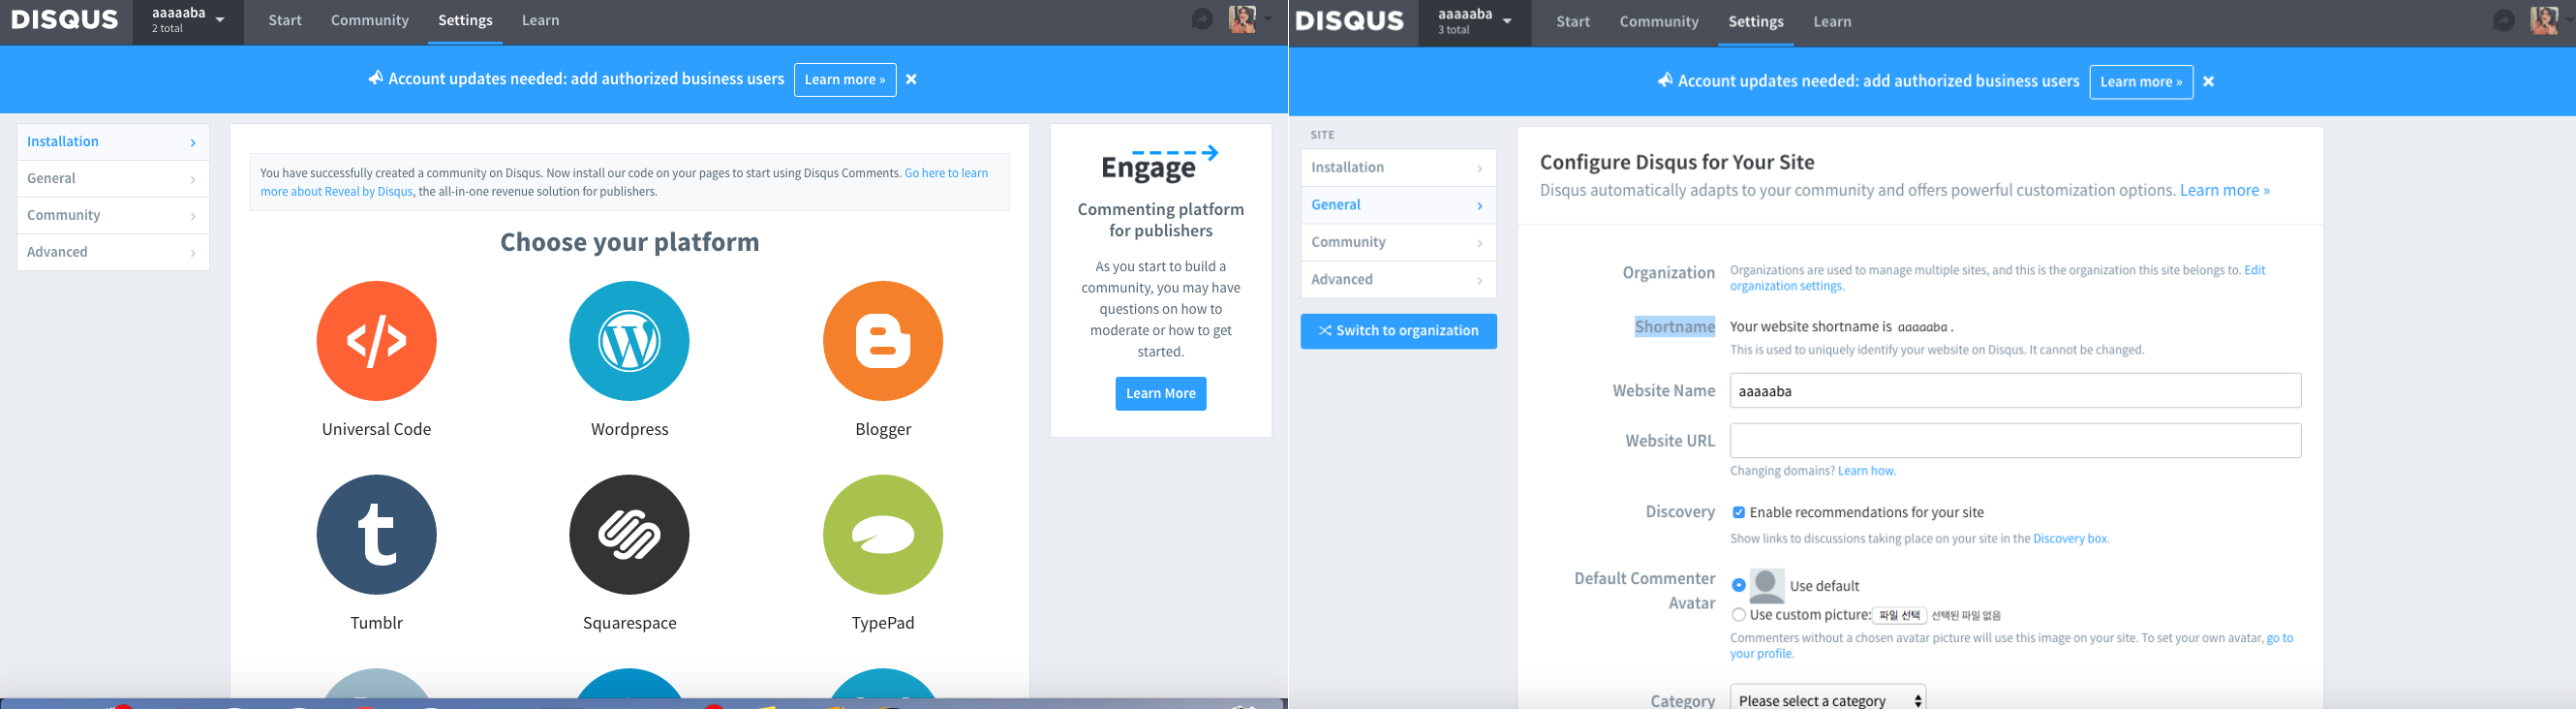 DISQUS
aaaaaba
2 total
Start
Community
Settings
Learn
Account updates needed: add authorized business users
Learn more »
Installation
General
Community
Advanced
You have successfully created a community on Disqus. Now install our code on your pages to start using Disqus Comments. Go here to learn
more about Reveal by Disqus, the all-in-one revenue solution for publishers.
Choose your platform
Universal Code
Wordpress
Blogger
Tumblr
Squarespace
TypePad
Engage
Commenting platform
for publishers
As you start to build a
community, you may have
questions on how to
moderate or how to get
started.
Learn More
DISQUS
aaaaaba
3 total
Start
Community
Settings
Learn
Account updates needed: add authorized business users
Learn more »
SITE
Installation
General
Community
Advanced
Switch to organization
Configure Disqus for Your Site
Disqus automatically adapts to your community and offers powerful customization options. Learn more »
Organization
Organizations are used to manage multiple sites, and this is the organization this site belongs to. Edit
organization settings.
Shortname
Your website shortname is aaaaaba .
This is used to uniquely identify your website on Disqus. It cannot be changed.
Website Name
aaaaaba
Website URL
Changing domains? Learn how.
Discovery
Enable recommendations for your site
Show links to discussions taking place on your site in the Discovery box.
Default Commenter
Avatar
Use default
Use custom picture: 파일 선택 선택된 파일 없음
Commenters without a chosen avatar picture will use this image on your site. To set your own avatar, go to
your profile.
Category
Please select a category